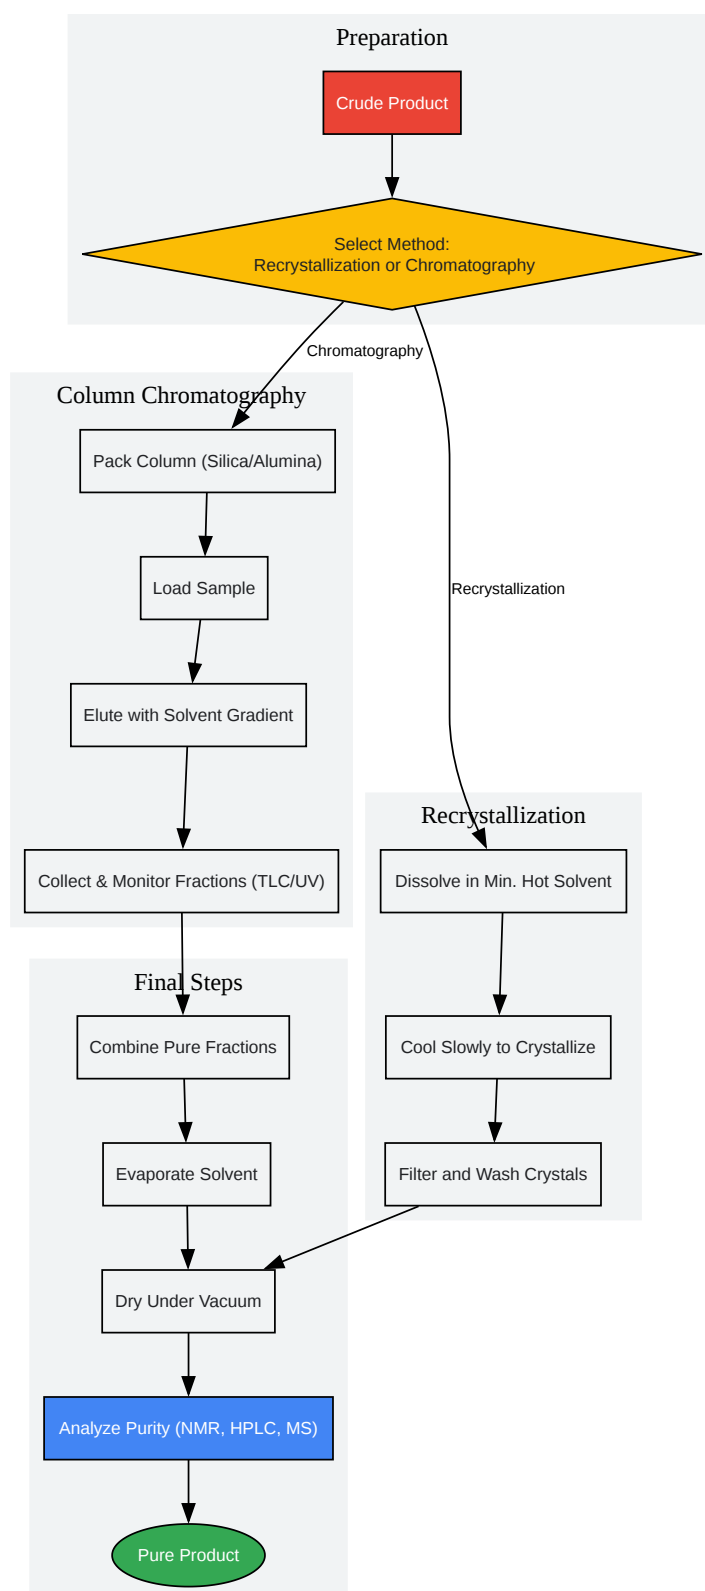 Preparation
Crude Product
Select Method:
Recrystallization or Chromatography
Chromatography
Column Chromatography
Pack Column (Silica/Alumina)
Load Sample
Elute with Solvent Gradient
Collect & Monitor Fractions (TLC/UV)
Recrystallization
Recrystallization
Dissolve in Min. Hot Solvent
Cool Slowly to Crystallize
Filter and Wash Crystals
Final Steps
Combine Pure Fractions
Evaporate Solvent
Dry Under Vacuum
Analyze Purity (NMR, HPLC, MS)
Pure Product